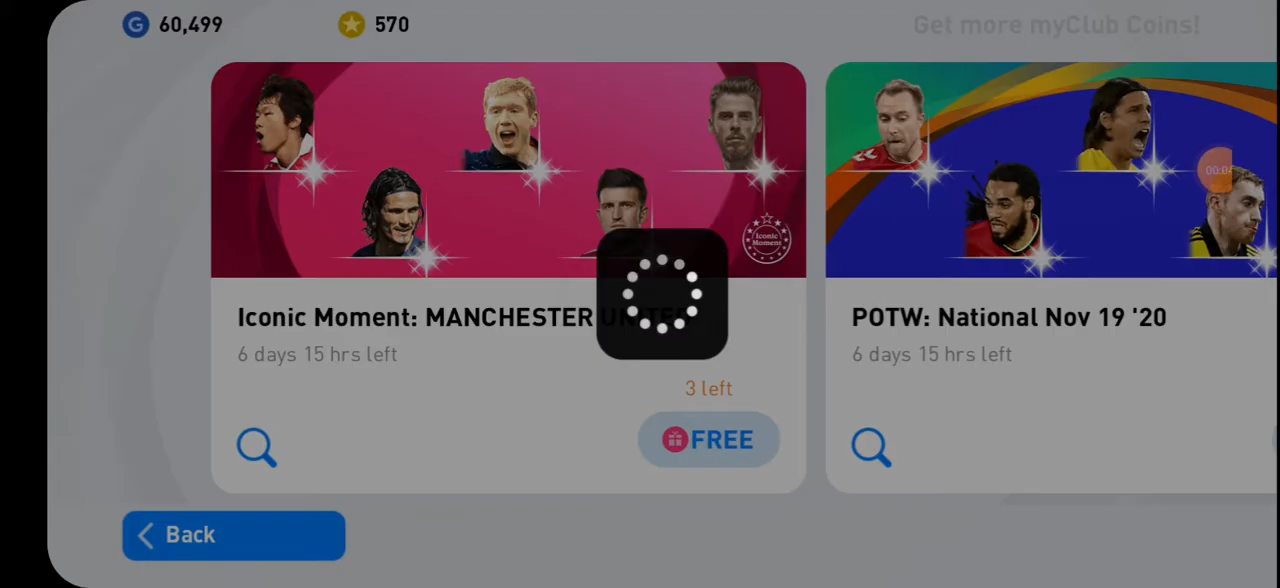 G 60,499
570
Get more myClub Coins!
Iconic Moment
Iconic Moment: MANCHESTER UNITED
6 days 15 hrs left
3 left
FREE
POTW: National Nov 19 '20
6 days 15 hrs left
Back